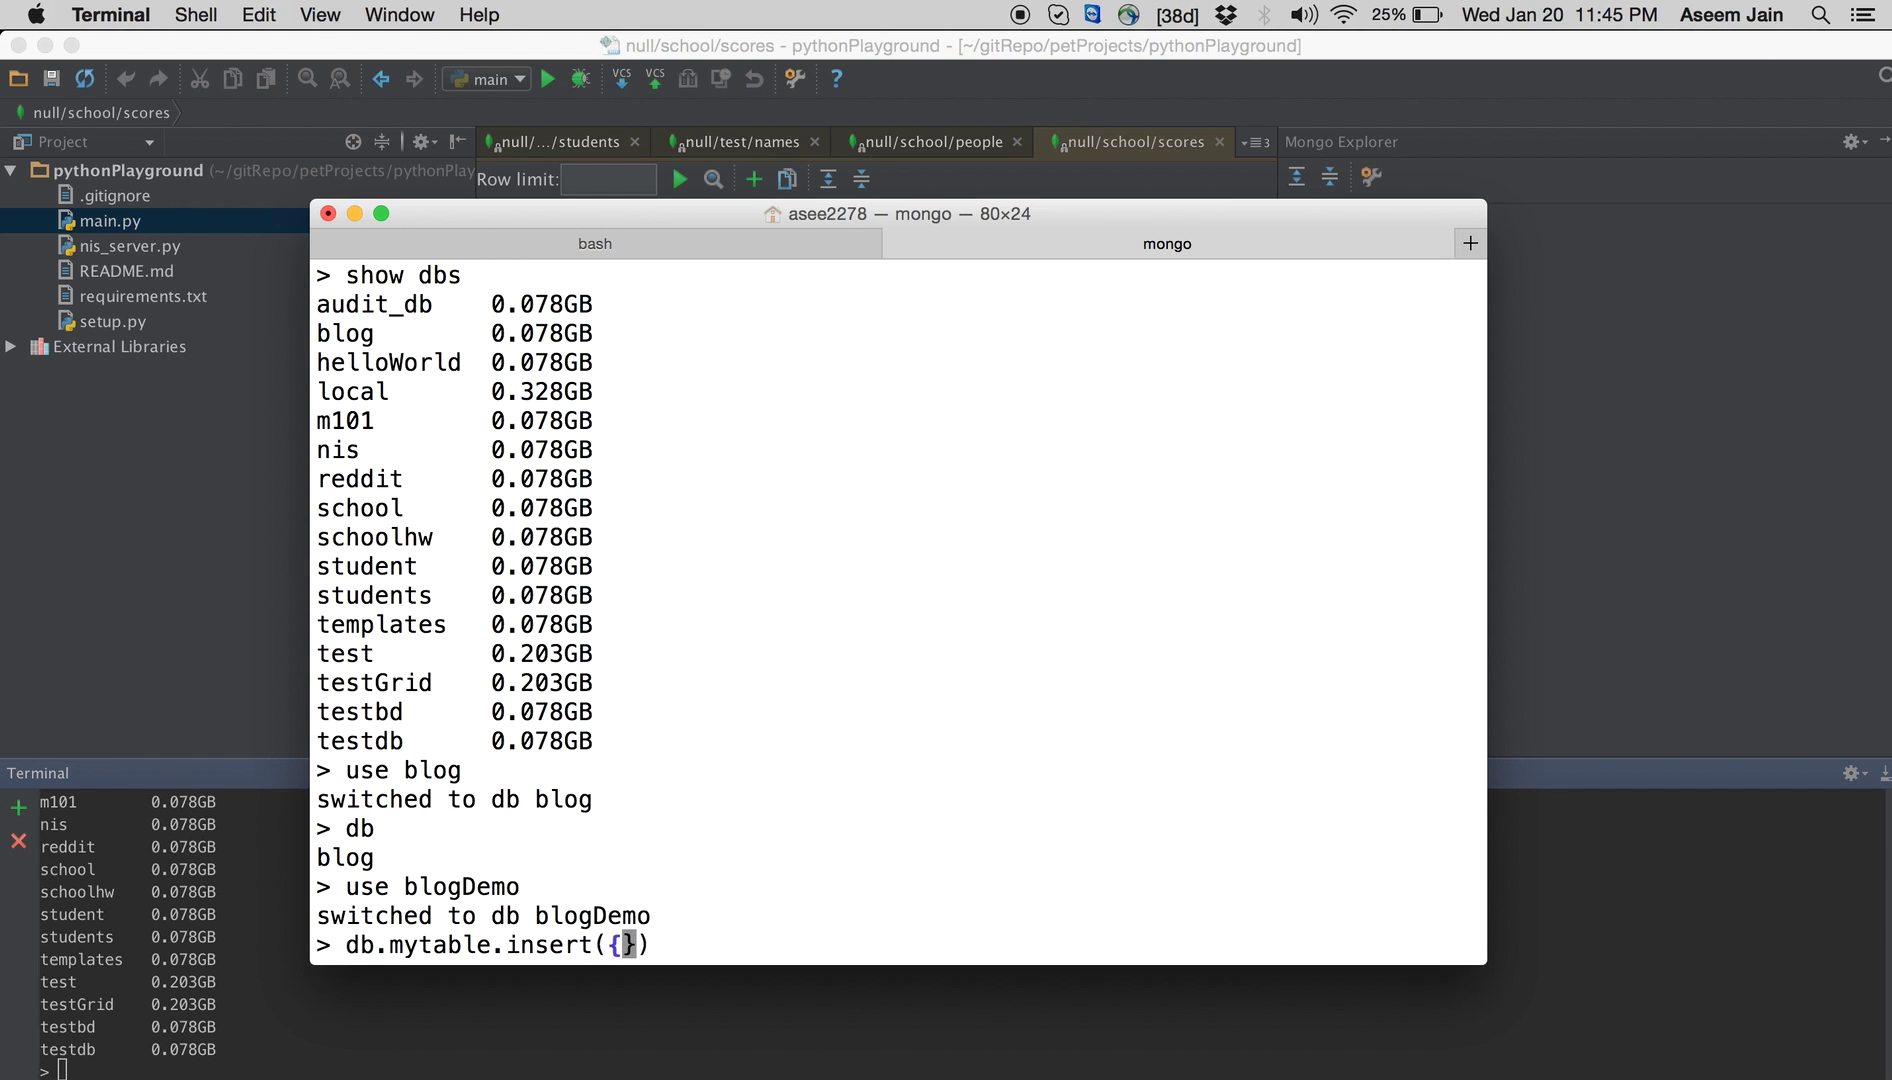 Terminal Shell Edit View Window Help [38d] 25% Wed Jan 20 11:45 PM Aseem Jain
null/school/scores - pythonPlayground - [~/gitRepo/petProjects/pythonPlayground]
main VCS VCS ?
null/school/scores
Project null/.../students null/test/names null/school/people null/school/scores 3 Mongo Explorer
pythonPlayground (~/gitRepo/petProjects/pythonPlay
Row limit:
.gitignore
main.py
nis_server.py
README.md
requirements.txt
setup.py
External Libraries
asee2278 — mongo — 80×24
bash mongo +
> show dbs
audit_db 0.078GB
blog 0.078GB
helloWorld 0.078GB
local 0.328GB
m101 0.078GB
nis 0.078GB
reddit 0.078GB
school 0.078GB
schoolhw 0.078GB
student 0.078GB
students 0.078GB
templates 0.078GB
test 0.203GB
testGrid 0.203GB
testbd 0.078GB
testdb 0.078GB
> use blog
switched to db blog
> db
blog
> use blogDemo
switched to db blogDemo
> db.mytable.insert({})
Terminal
m101 0.078GB
nis 0.078GB
reddit 0.078GB
school 0.078GB
schoolhw 0.078GB
student 0.078GB
students 0.078GB
templates 0.078GB
test 0.203GB
testGrid 0.203GB
testbd 0.078GB
testdb 0.078GB
>